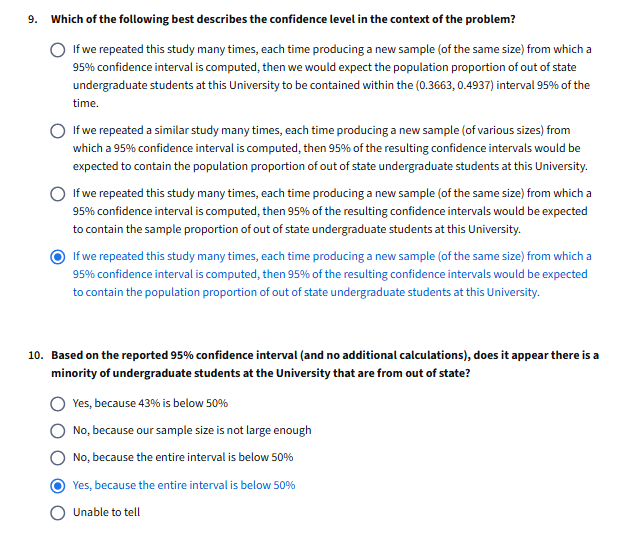 9. Which of the following best describes the confidence level in the context of the problem?
If we repeated this study many times, each time producing a new sample (of the same size) from which a
95% confidence interval is computed, then we would expect the population proportion of out of state
undergraduate students at this University to be contained within the (0.3663, 0.4937) interval 95% of the
time.
If we repeated a similar study many times, each time producing a new sample (of various sizes) from
which a 95% confidence interval is computed, then 95% of the resulting confidence intervals would be
expected to contain the population proportion of out of state undergraduate students at this University.
If we repeated this study many times, each time producing a new sample (of the same size) from which a
95% confidence interval is computed, then 95% of the resulting confidence intervals would be expected
to contain the sample proportion of out of state undergraduate students at this University.
If we repeated this study many times, each time producing a new sample (of the same size) from which a
95% confidence interval is computed, then 95% of the resulting confidence intervals would be expected
to contain the population proportion of out of state undergraduate students at this University.
10. Based on the reported 95% confidence interval (and no additional calculations), does it appear there is a
minority of undergraduate students at the University that are from out of state?
Yes, because 43% is below 50%
No, because our sample size is not large enough
No, because the entire interval is below 50%
Yes, because the entire interval is below 50%
Unable to tell